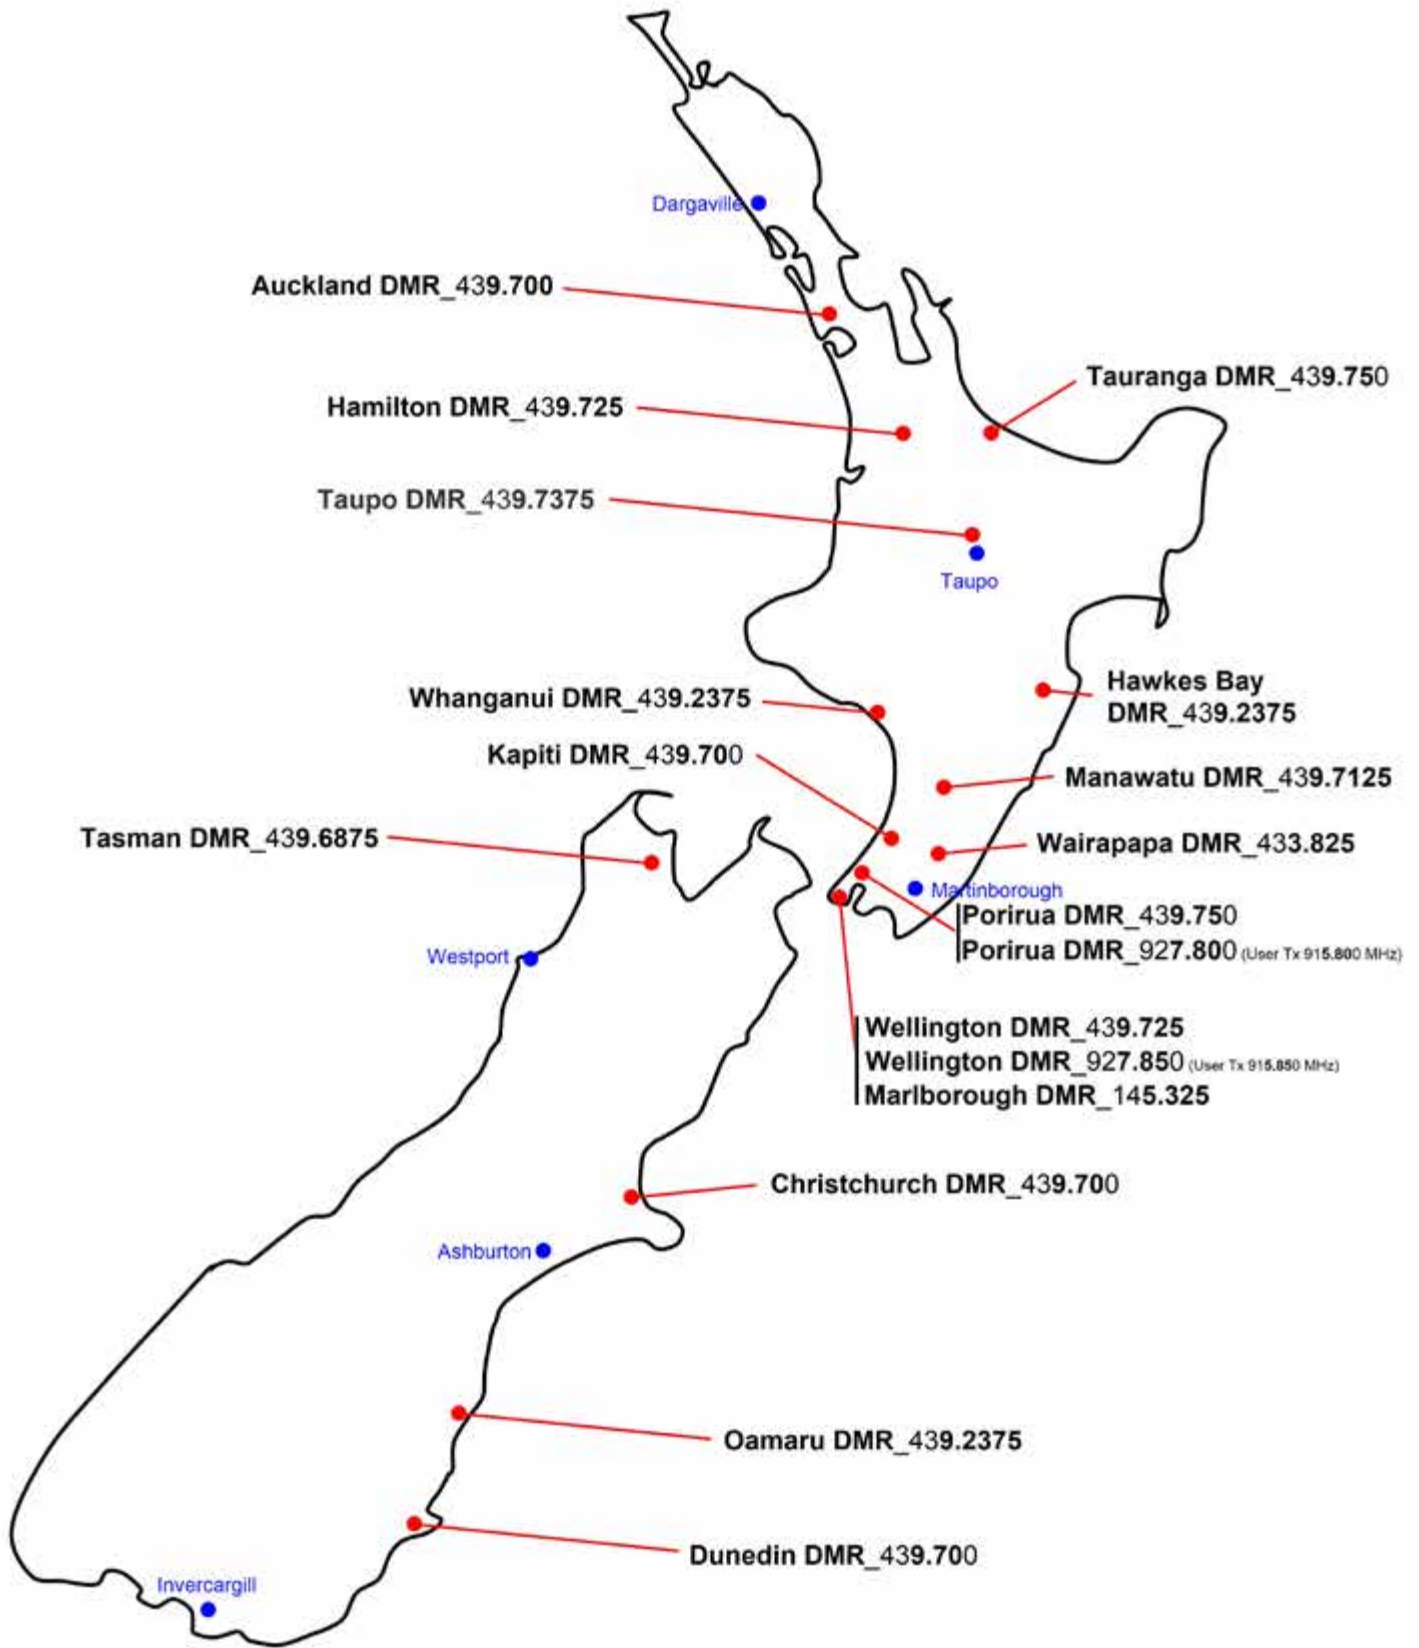 Dargaville
Auckland DMR_439.700
Tauranga DMR_439.750
Hamilton DMR_439.725
Taupo DMR_439.7375
Taupo
Whanganui DMR_439.2375
Hawkes Bay
DMR_439.2375
Kapiti DMR_439.700
Manawatu DMR_439.7125
Tasman DMR_439.6875
Wairapapa DMR_433.825
Martinborough
Porirua DMR_439.750
Porirua DMR_927.800 (User Tx 915.800 MHz)
Westport
Wellington DMR_439.725
Wellington DMR_927.850 (User Tx 915.850 MHz)
Marlborough DMR_145.325
Christchurch DMR_439.700
Ashburton
Oamaru DMR_439.2375
Dunedin DMR_439.700
Invercargill